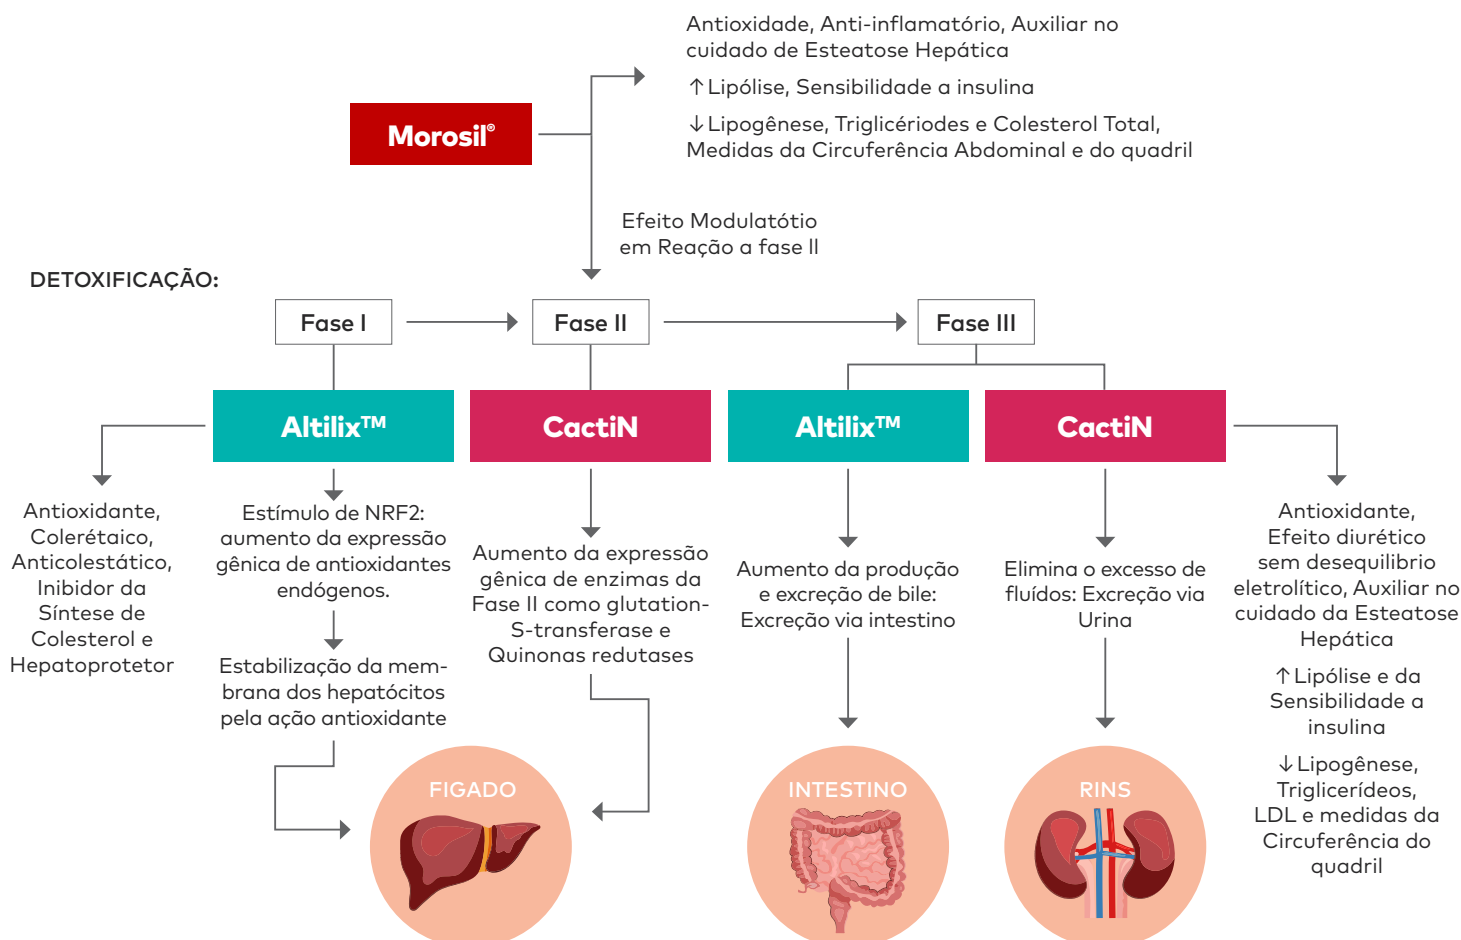 Antioxidade, Anti-inflamatório, Auxiliar no
cuidado de Esteatose Hepática
↑Lipólise, Sensibilidade a insulina
↓Lipogênese, Triglicériodes e Colesterol Total,
Medidas da Circuferência Abdominal e do quadril
Morosil®
Efeito Modulatótio
em Reação a fase II
DETOXIFICAÇÃO:
Fase I
Fase II
Fase III
Altilix™
CactiN
Altilix™
CactiN
Antioxidante,
Colerétaico,
Anticolestático,
Inibidor da
Síntese de
Colesterol e
Hepatoprotetor
Estímulo de NRF2:
aumento da expressão
gênica de antioxidantes
endógenos.
Estabilização da mem-
brana dos hepatócitos
pela ação antioxidante
Aumento da expressão
gênica de enzimas da
Fase II como glutation-
S-transferase e
Quinonas redutases
Aumento da produção
e excreção de bile:
Excreção via intestino
Elimina o excesso de
fluídos: Excreção via
Urina
Antioxidante,
Efeito diurético
sem desequilibrio
eletrolítico, Auxiliar no
cuidado da Esteatose
Hepática
↑Lipólise e da
Sensibilidade a
insulina
↓Lipogênese,
Triglicerídeos,
LDL e medidas da
Circuferência do
quadril
FIGADO
INTESTINO
RINS